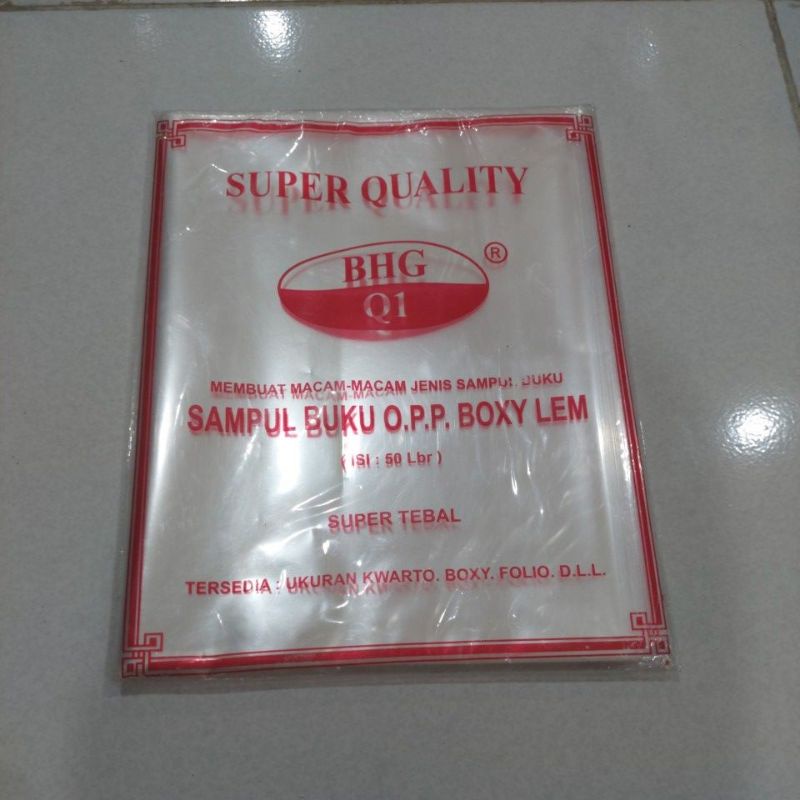 SUPER QUALITY
BHG
®
Q1
MEMBUAT MACAM-MACAM JENIS SAMPUL BUKU
SAMPUL BUKU O.P.P. BOXY LEM
( ISI : 50 Lbr )
SUPER TEBAL
TERSEDIA : UKURAN KWARTO. BOXY. FOLIO. D.L.L.